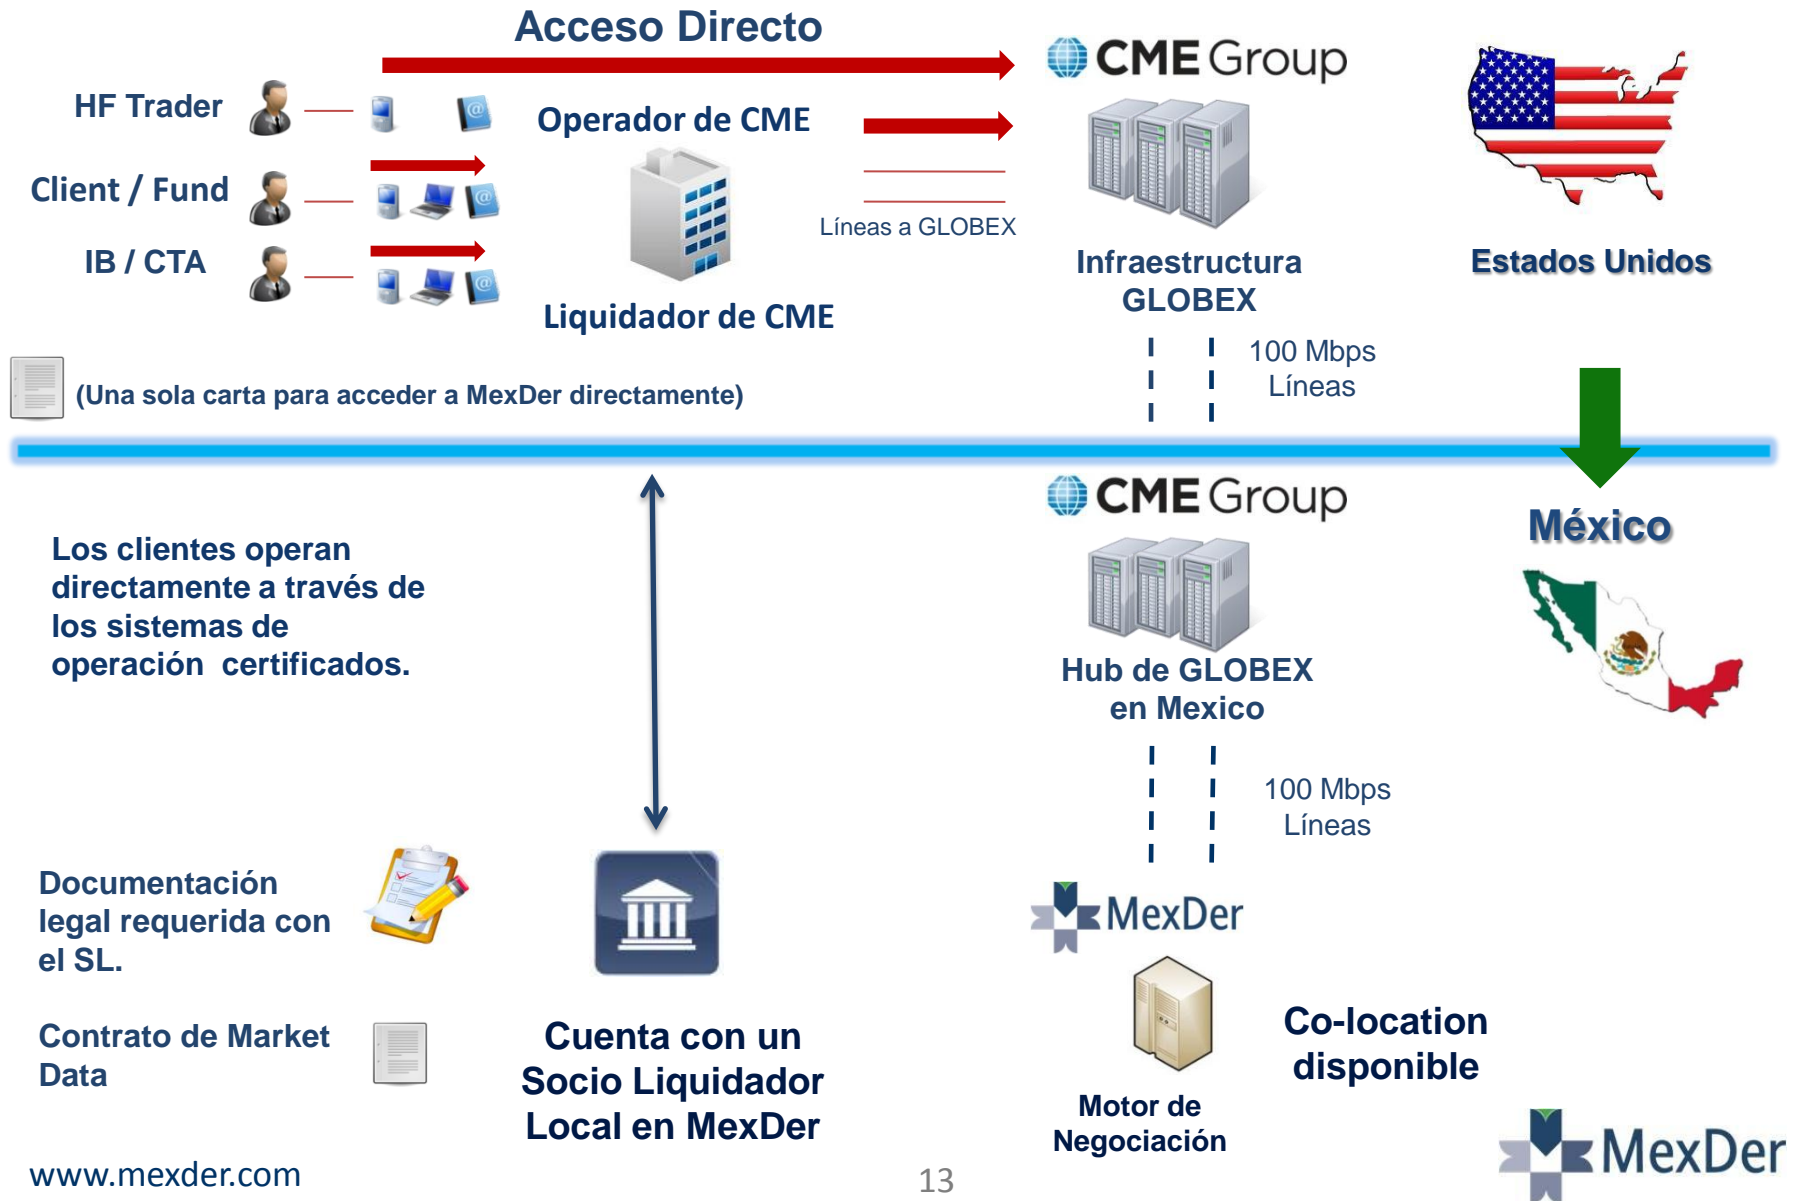 Acceso Directo
CME Group
HF Trader
Operador de CME
Client / Fund
Líneas a GLOBEX
IB / CTA
Infraestructura
GLOBEX
Estados Unidos
Liquidador de CME
100 Mbps
Líneas
(Una sola carta para acceder a MexDer directamente)
CME Group
México
Los clientes operan
directamente a través de
los sistemas de
operación certificados.
Hub de GLOBEX
en Mexico
100 Mbps
Líneas
Documentación
legal requerida con
el SL.
MexDer
Contrato de Market
Data
Cuenta con un
Socio Liquidador
Local en MexDer
Co-location
disponible
Motor de
Negociación
www.mexder.com
13
MexDer